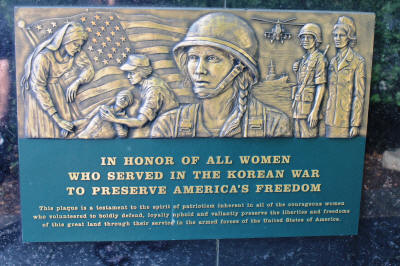 IN HONOR OF ALL WOMEN
WHO SERVED IN THE KOREAN WAR
TO PRESERVE AMERICA'S FREEDOM
This plaque is a testament to the spirit of patriotism inherent in all of the courageous women
who volunteered to boldly defend, loyally uphold and valiantly preserve the liberties and freedoms
of this great land through their service in the armed forces of the United States of America.